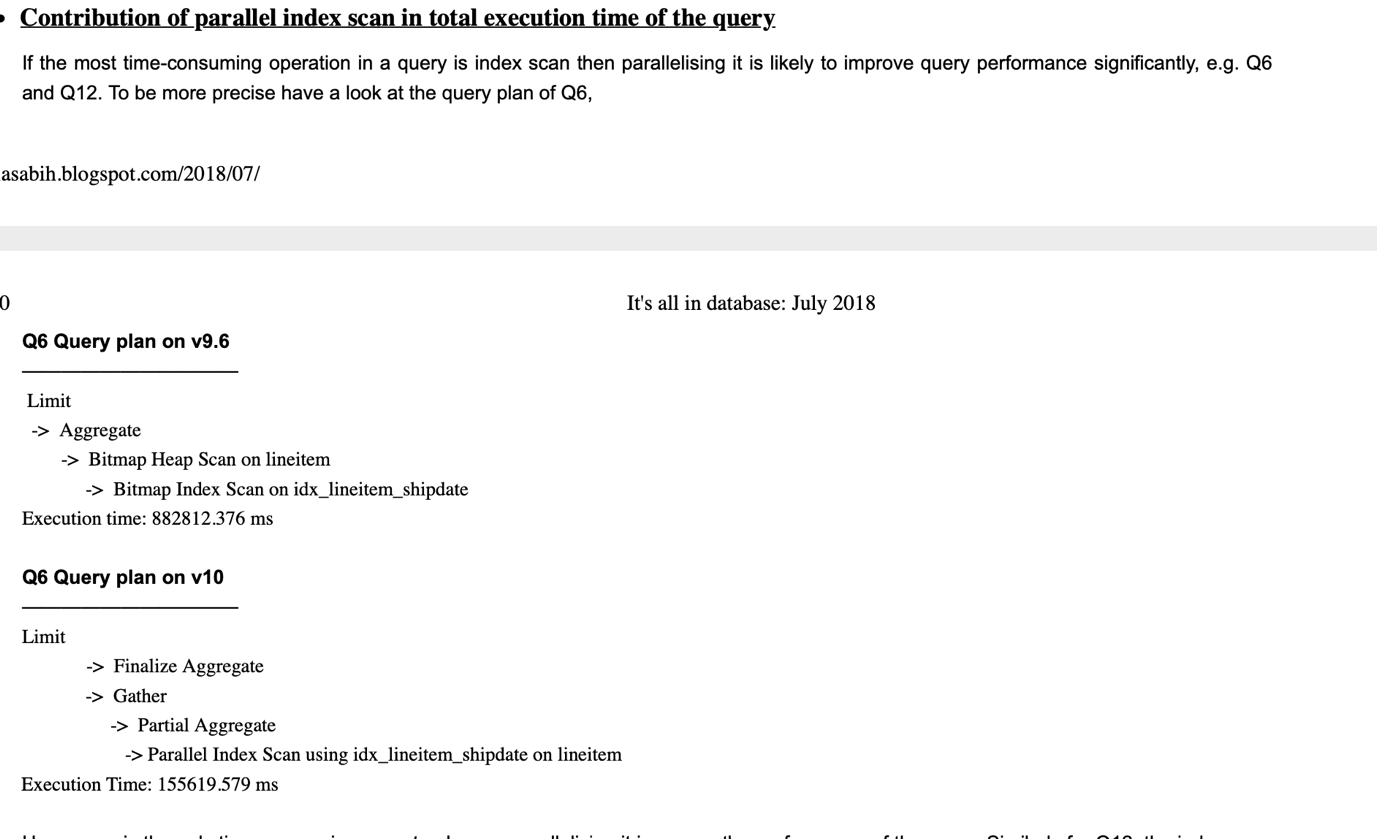 • Contribution of parallel index scan in total execution time of the query
If the most time-consuming operation in a query is index scan then parallelising it is likely to improve query performance significantly, e.g. Q6
and Q12. To be more precise have a look at the query plan of Q6,
asabih.blogspot.com/2018/07/
0
It's all in database: July 2018
Q6 Query plan on v9.6
Limit
-> Aggregate
-> Bitmap Heap Scan on lineitem
-> Bitmap Index Scan on idx_lineitem_shipdate
Execution time: 882812.376 ms
Q6 Query plan on v10
Limit
-> Finalize Aggregate
-> Gather
-> Partial Aggregate
-> Parallel Index Scan using idx_lineitem_shipdate on lineitem
Execution Time: 155619.579 ms